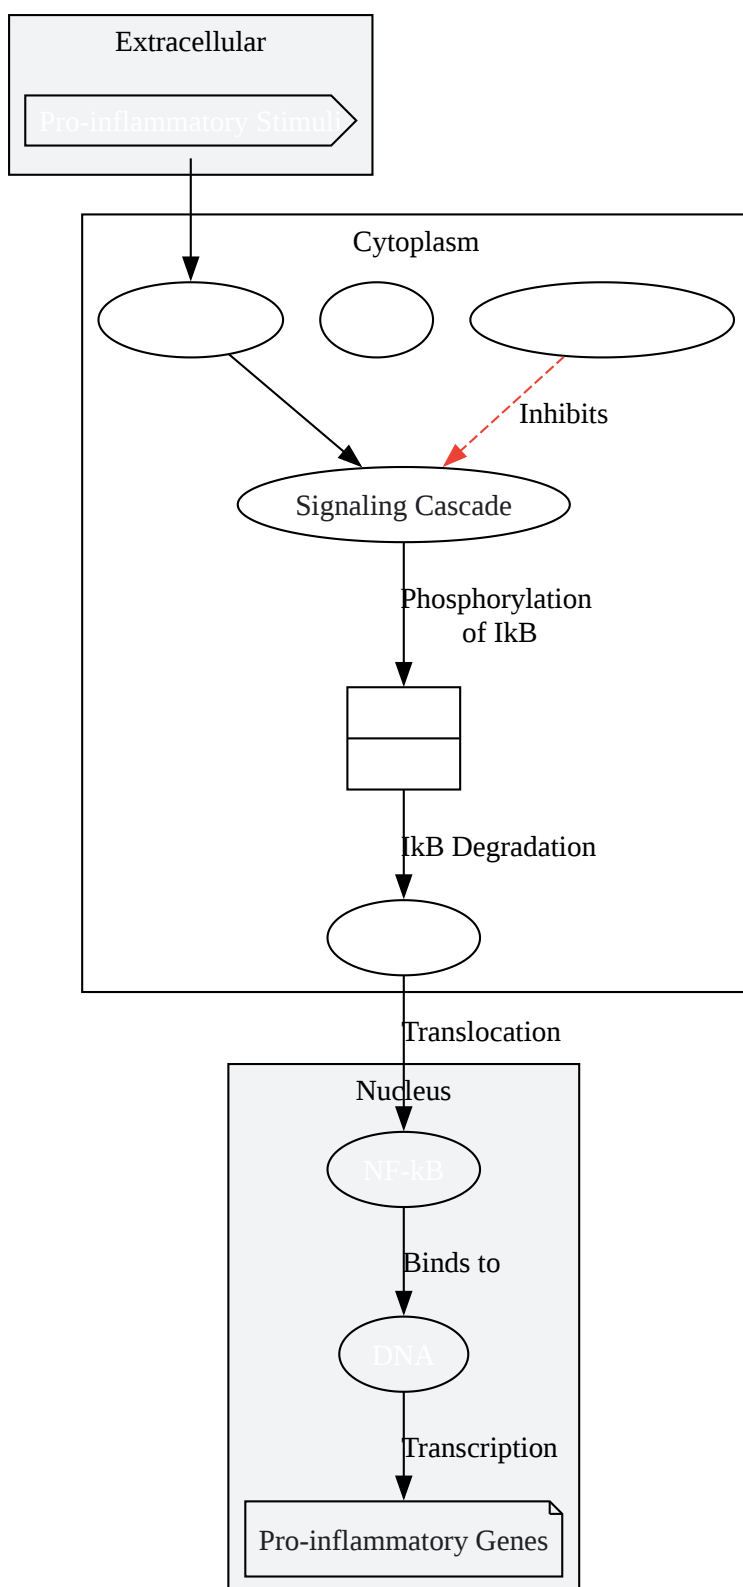 Extracellular
Pro-inflammatory Stimuli
Cytoplasm
Inhibits
Signaling Cascade
Phosphorylation
of IkB
IkB Degradation
Translocation
Nucleus
NF-kB
Binds to
DNA
Transcription
Pro-inflammatory Genes